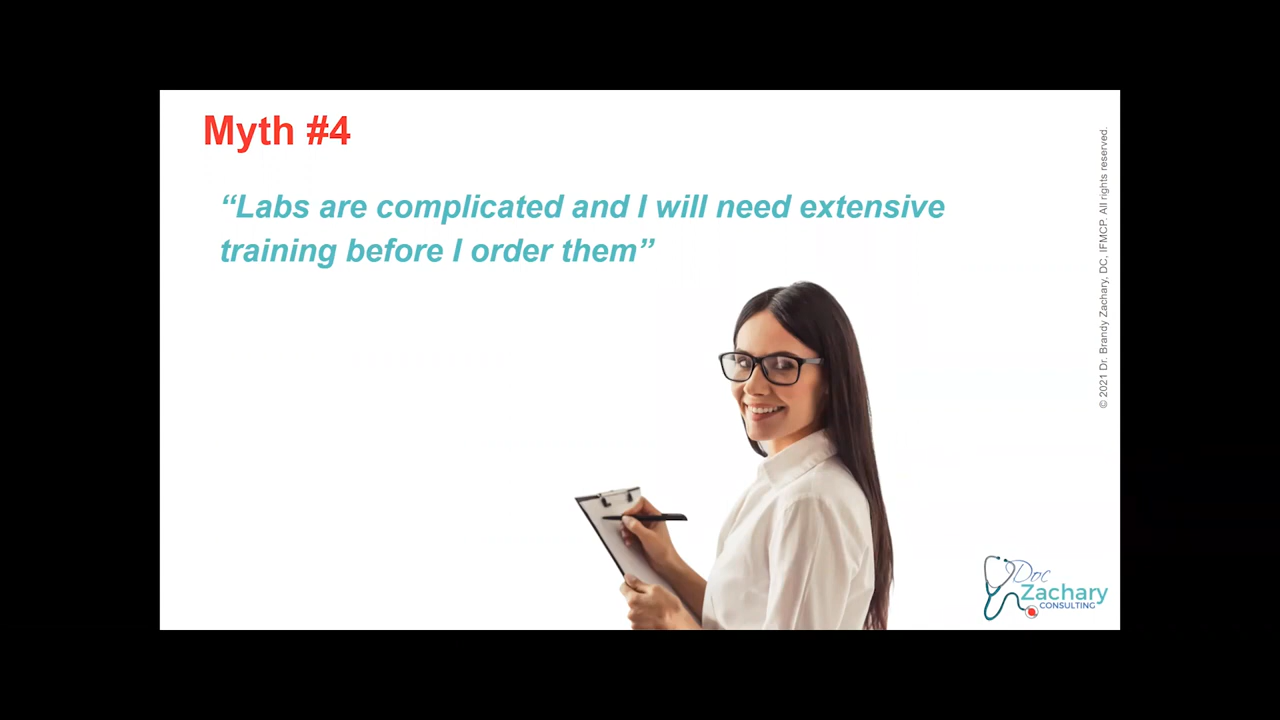 Myth #4
“Labs are complicated and I will need extensive
training before I order them”
© 2021 Dr. Brandy Zachary, DC, IFMCP. All rights reserved.
Doc
Zachary
CONSULTING